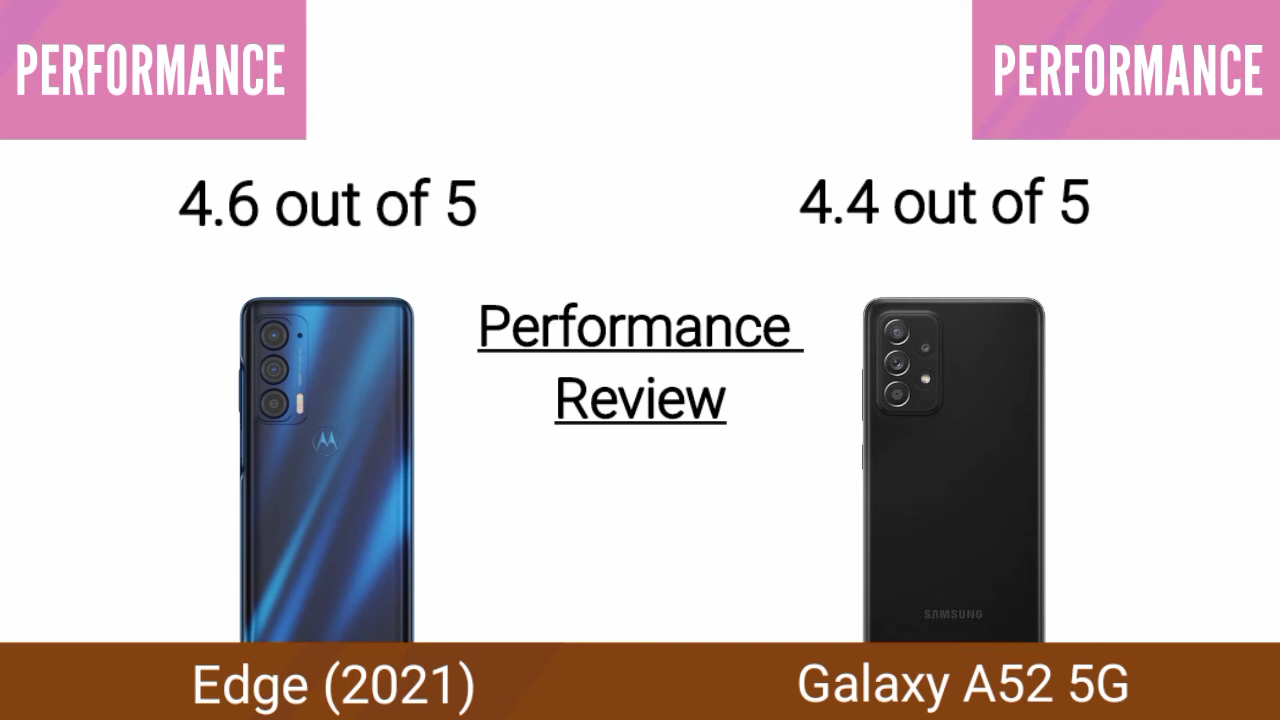 PERFORMANCE
PERFORMANCE
4.6 out of 5
4.4 out of 5
Performance
Review
SAMSUNG
Edge (2021)
Galaxy A52 5G